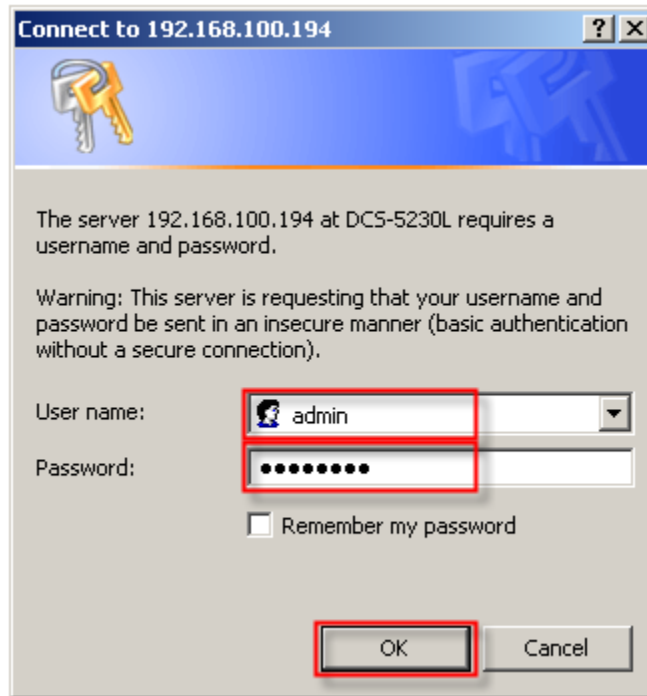 Connect to 192.168.100.194
The server 192.168.100.194 at DCS-5230L requires a
username and password.
Warning: This server is requesting that your username and
password be sent in an insecure manner (basic authentication
without a secure connection).
User name:
admin
Password:
●●●●●●●●
Remember my password
OK
Cancel